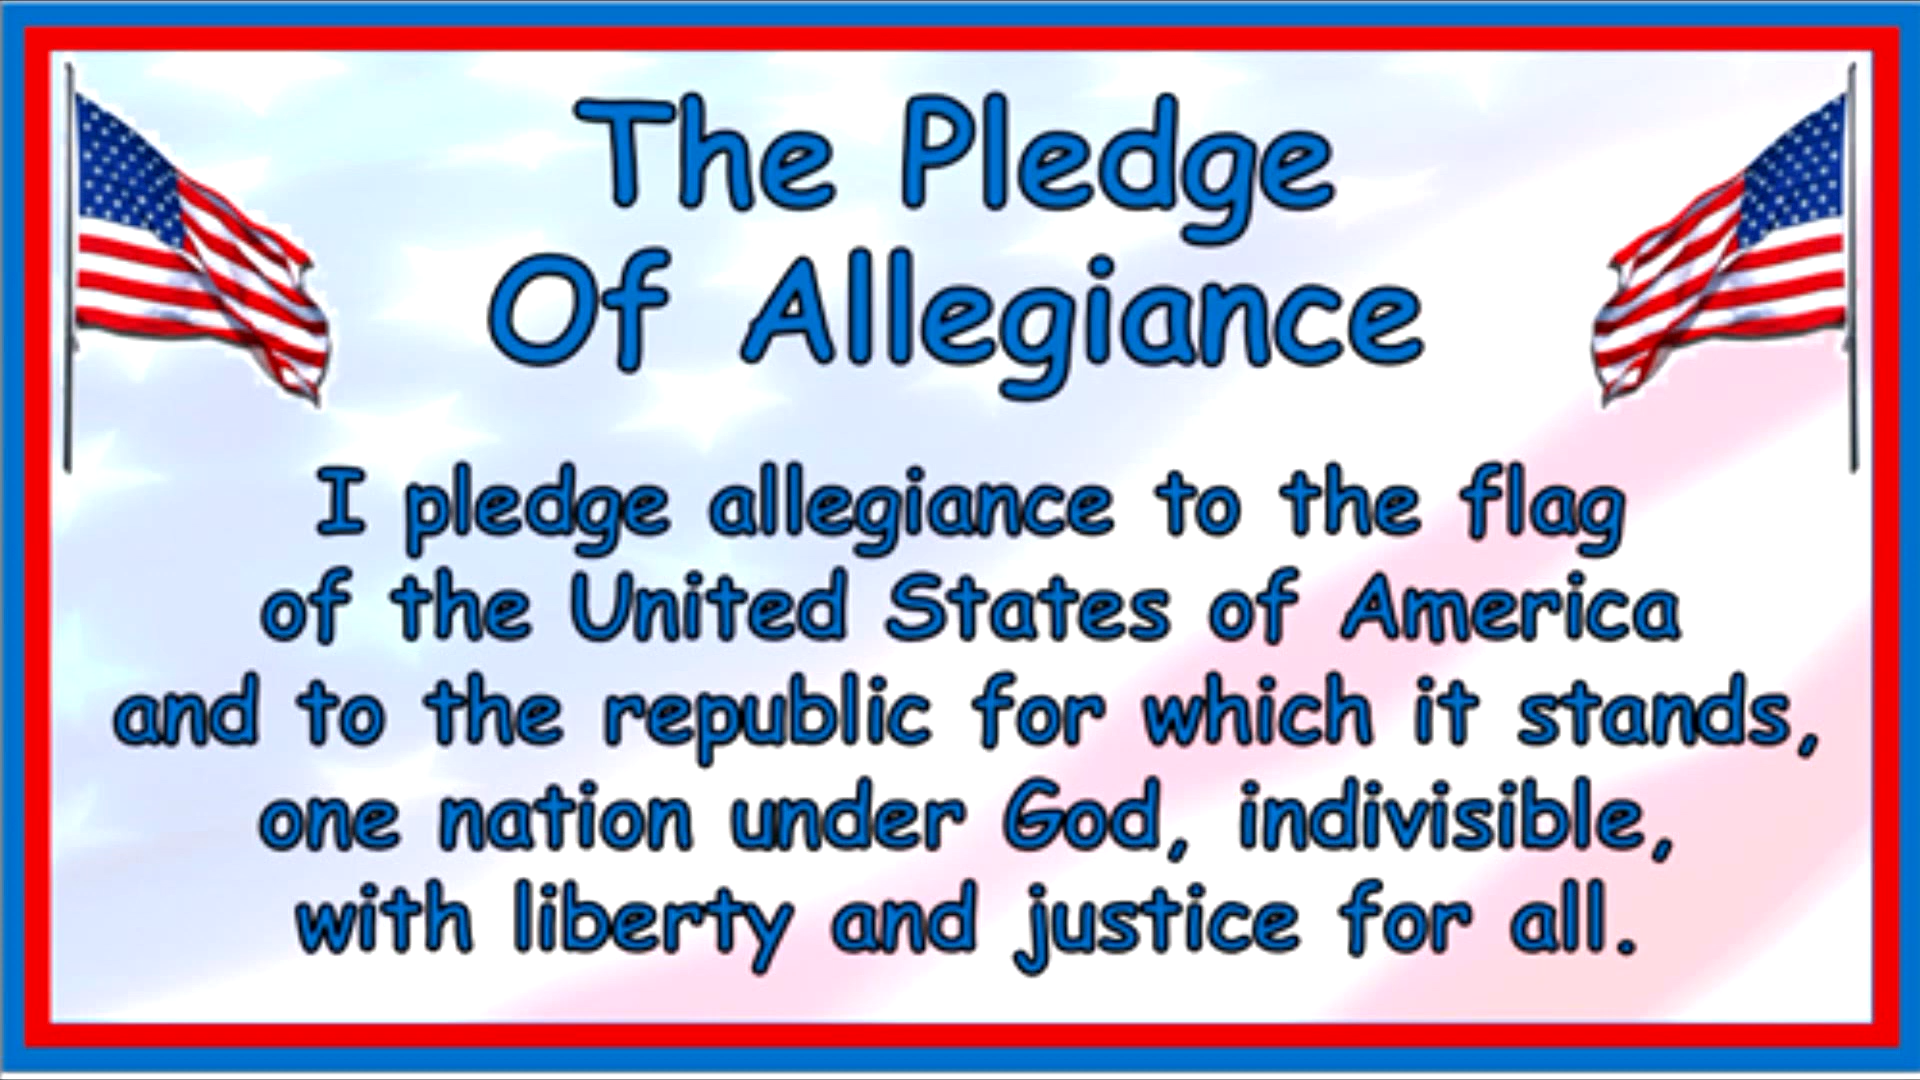 The Pledge
Of Allegiance
I pledge allegiance to the flag
of the United States of America
and to the republic for which it stands,
one nation under God, indivisible,
with liberty and justice for all.